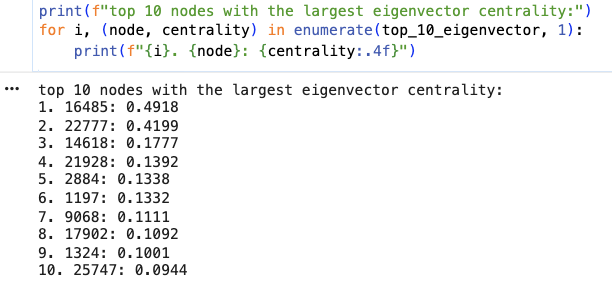 print(f"top 10 nodes with the largest eigenvector centrality:")
for i, (node, centrality) in enumerate(top_10_eigenvector, 1):
    print(f"{i}. {node}: {centrality:.4f}")
... top 10 nodes with the largest eigenvector centrality:
1. 16485: 0.4918
2. 22777: 0.4199
3. 14618: 0.1777
4. 21928: 0.1392
5. 2884: 0.1338
6. 1197: 0.1332
7. 9068: 0.1111
8. 17902: 0.1092
9. 1324: 0.1001
10. 25747: 0.0944